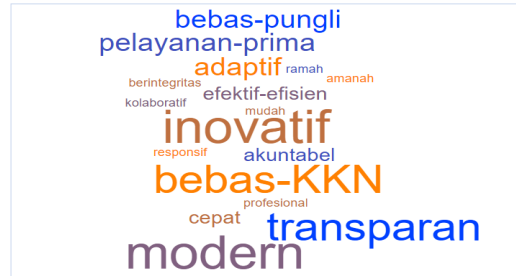 bebas-pungli
pelayanan-prima
adaptif ramah
berintegritas amanah
kolaboratif efektif-efisien
mudah
inovatif
responsif akuntabel
bebas-KKN
profesional
cepat transparan
modern